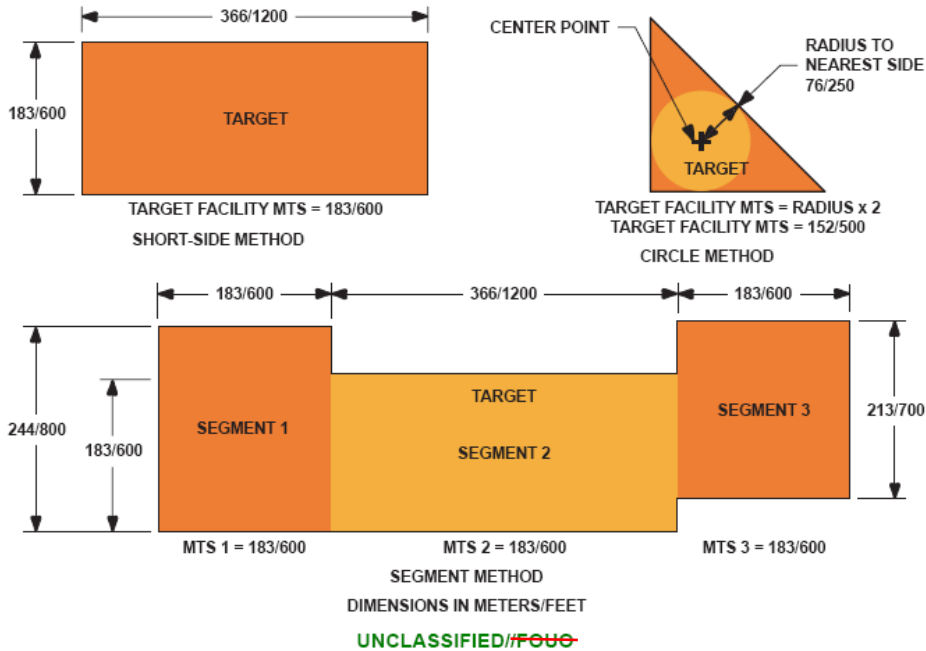 366/1200
183/600
TARGET
TARGET FACILITY MTS = 183/600
SHORT-SIDE METHOD
CENTER POINT
RADIUS TO
NEAREST SIDE
76/250
TARGET
TARGET FACILITY MTS = RADIUS x 2
TARGET FACILITY MTS = 152/500
CIRCLE METHOD
183/600
366/1200
183/600
244/800
183/600
SEGMENT 1
TARGET
SEGMENT 2
SEGMENT 3
213/700
MTS 1 = 183/600
MTS 2 = 183/600
MTS 3 = 183/600
SEGMENT METHOD
DIMENSIONS IN METERS/FEET
UNCLASSIFIED//FOUO